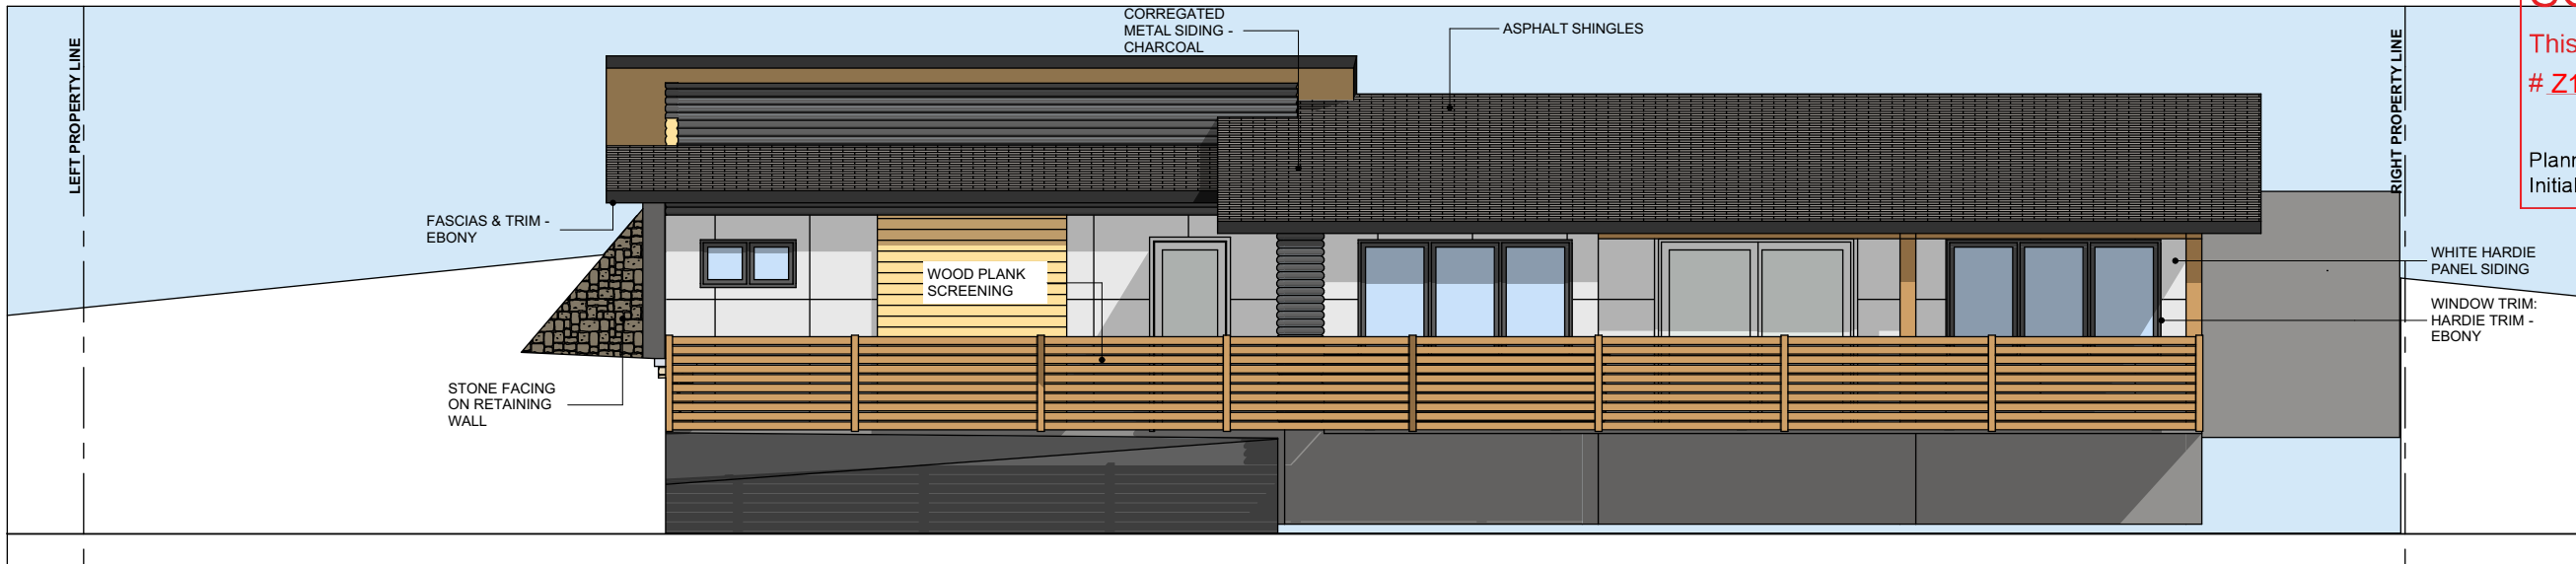 LEFT PROPERTY LINE
CORREGATED
METAL SIDING -
CHARCOAL
ASPHALT SHINGLES
RIGHT PROPERTY LINE
This
# Z1
Plann
Initial
FASCIAS & TRIM -
EBONY
WOOD PLANK
SCREENING
WHITE HARDIE
PANEL SIDING
WINDOW TRIM:
HARDIE TRIM -
EBONY
STONE FACING
ON RETAINING
WALL